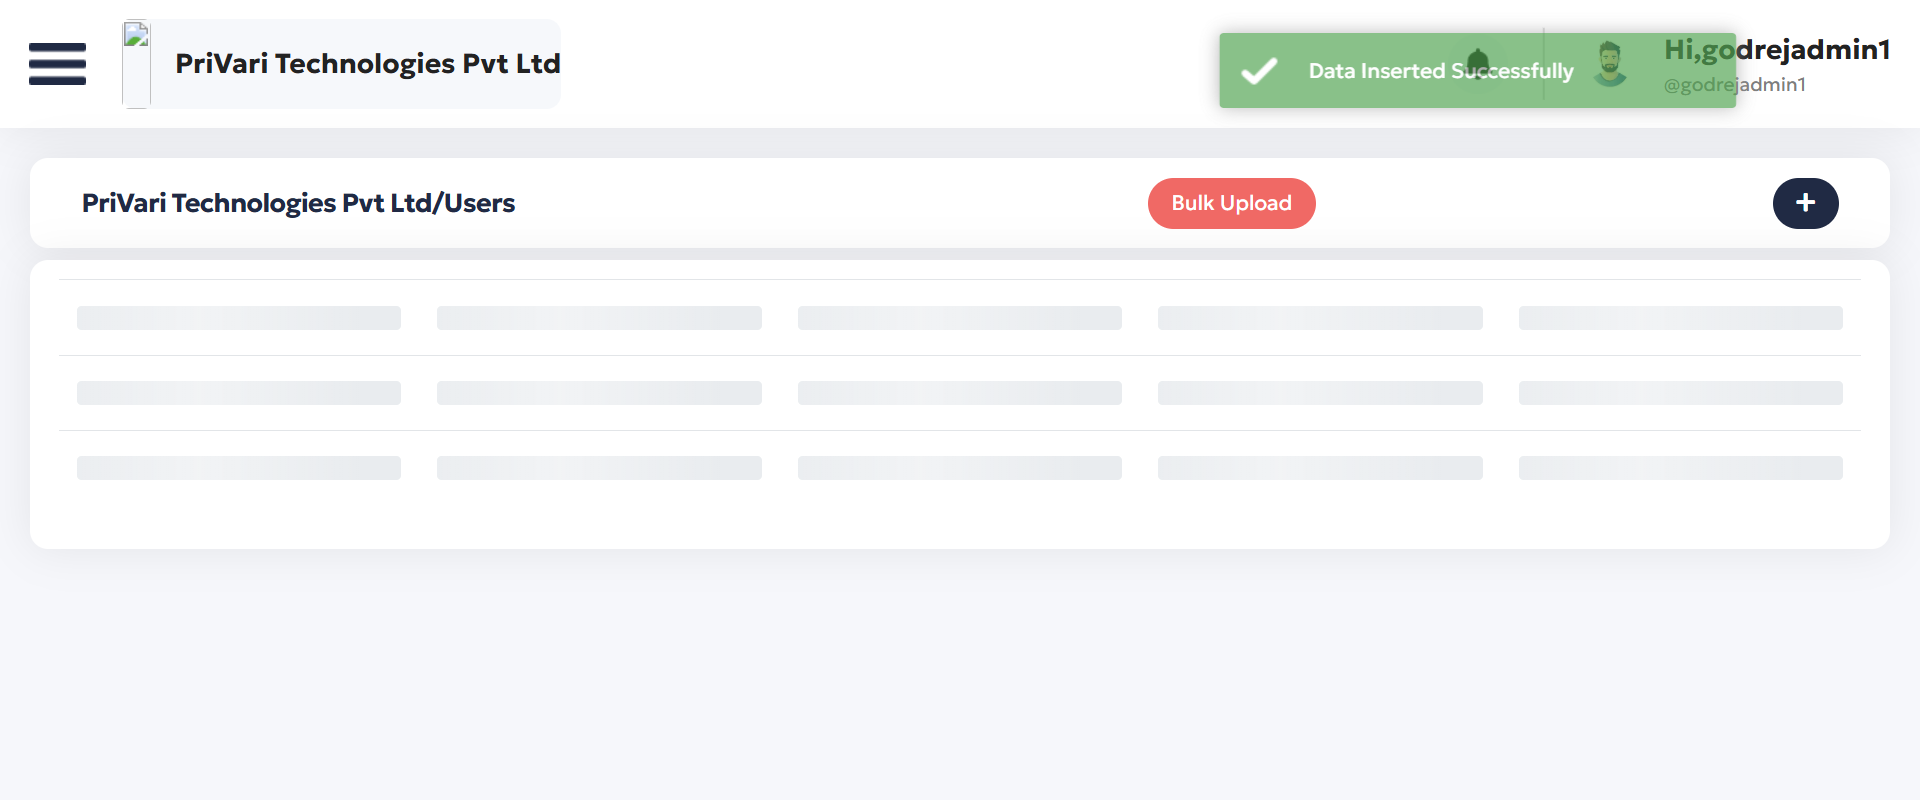 PriVari Technologies Pvt Ltd
Data Inserted Successfully
Hi,godrejadmin1
@godrejadmin1
PriVari Technologies Pvt Ltd/Users
Bulk Upload
+